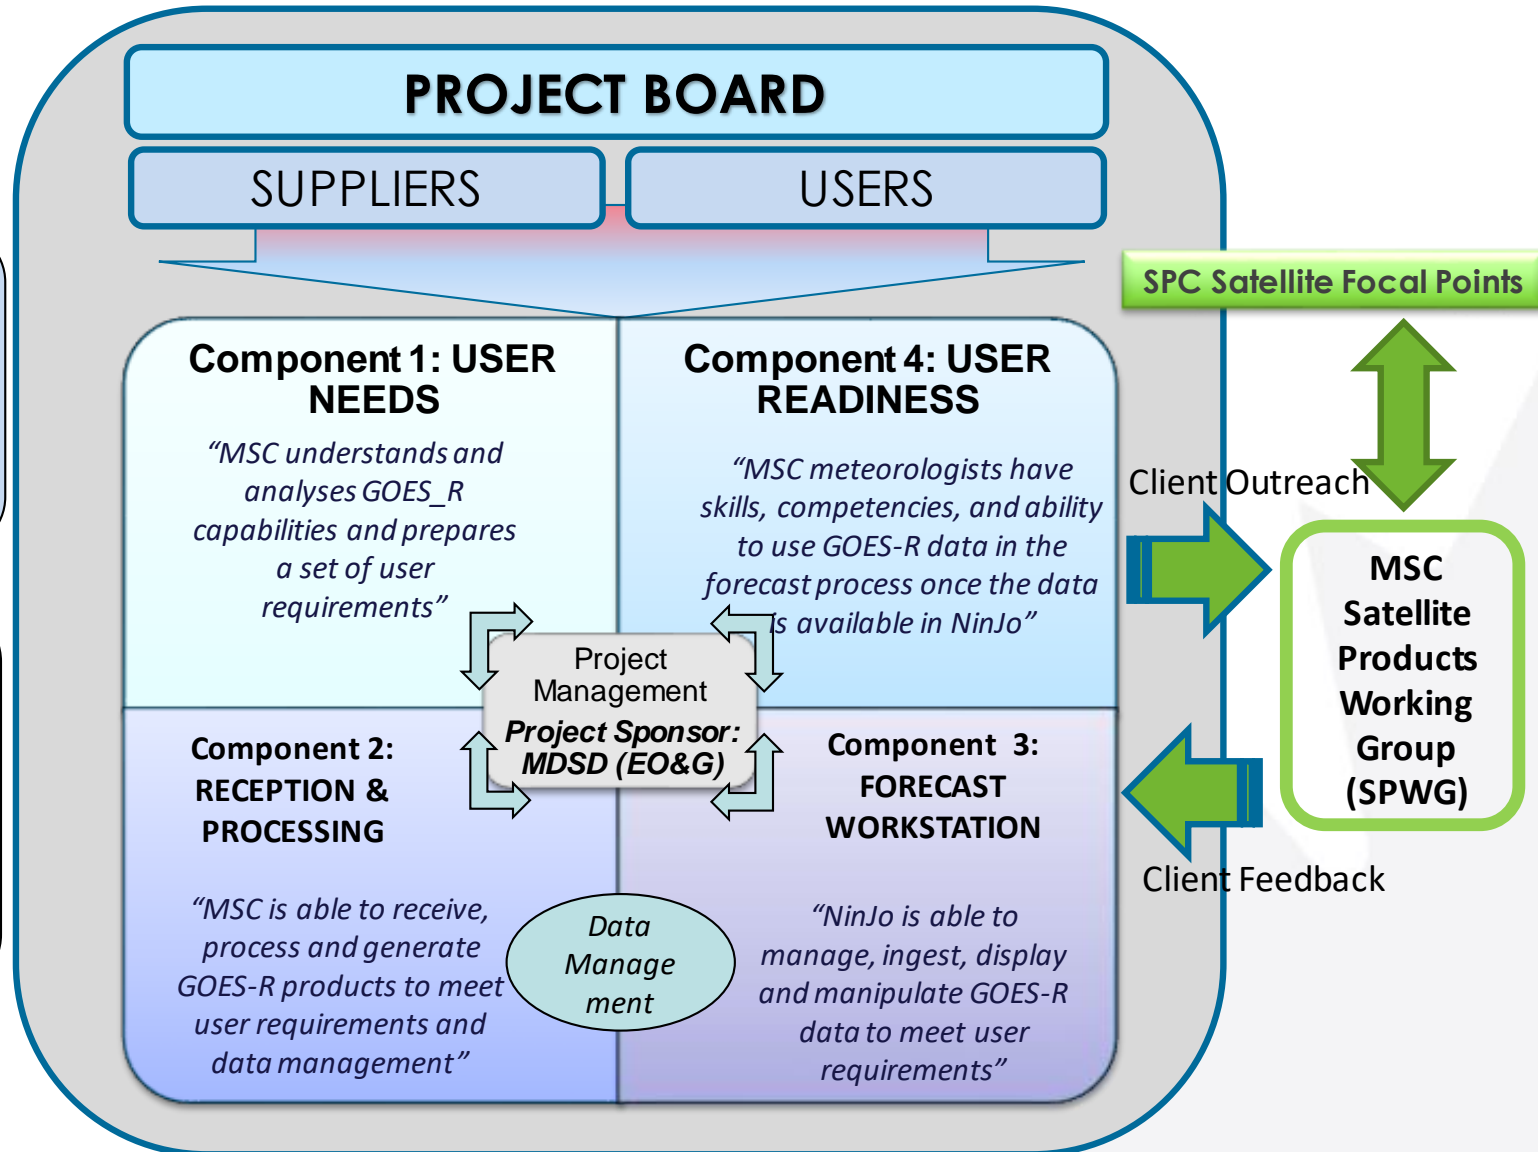 PROJECT BOARD
SUPPLIERS
USERS
Component 1: USER
NEEDS
“MSC understands and
analyses GOES_R
capabilities and prepares
a set of user
requirements”
Component 4: USER
READINESS
“MSC meteorologists have
skills, competencies, and ability
to use GOES-R data in the
forecast process once the data
is available in NinJo”
Project
Management
Project Sponsor:
MDSD (EO&G)
Component 2:
RECEPTION &
PROCESSING
“MSC is able to receive,
process and generate
GOES-R products to meet
user requirements and
data management”
Component 3:
FORECAST
WORKSTATION
“NinJo is able to
manage, ingest, display
and manipulate GOES-R
data to meet user
requirements”
Data
Manage
ment
SPC Satellite Focal Points
Client Outreach
MSC
Satellite
Products
Working
Group
(SPWG)
Client Feedback